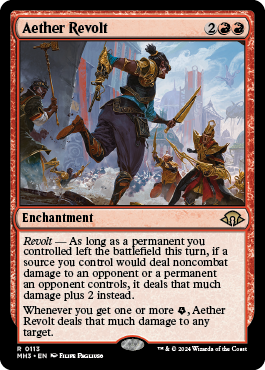 Aether Revolt 2
Enchantment
Revolt — As long as a permanent you
controlled left the battlefield this turn, if a
source you control would deal noncombat
damage to an opponent or a permanent
an opponent controls, it deals that much
damage plus 2 instead.
Whenever you get one or more , Aether
Revolt deals that much damage to any
target.
R 0113
MH3 • EN Filipe Pagliuso
™ & © 2024 Wizards of the Coast